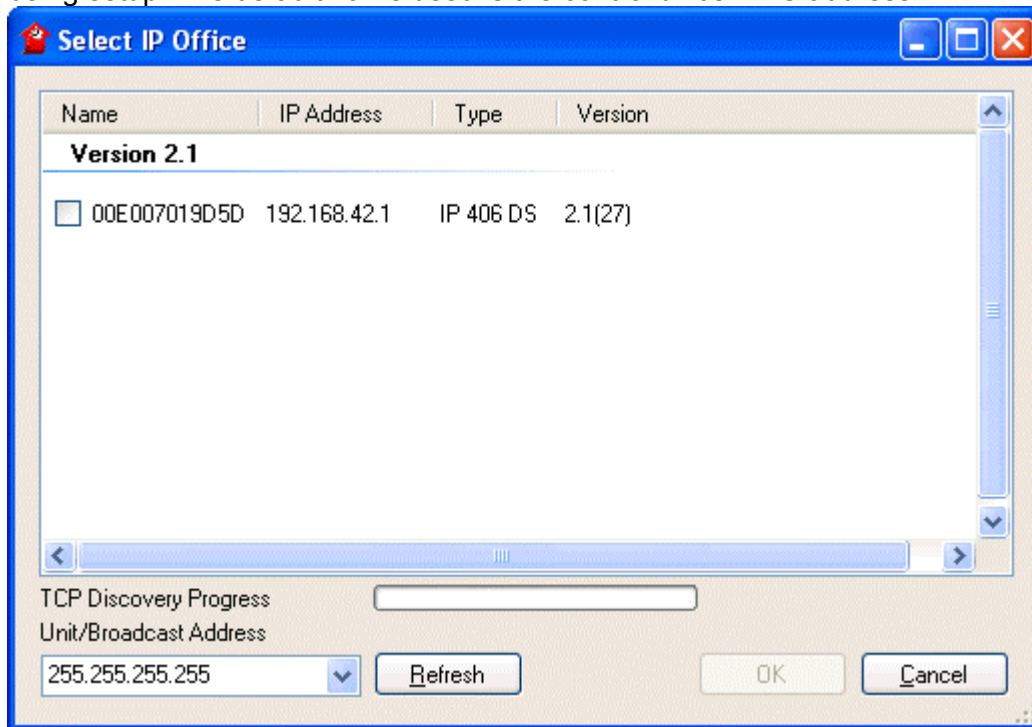 Select IP Office
Name IP Address Type Version
Version 2.1
00E007019D5D 192.168.42.1 IP 406 DS 2.1(27)
TCP Discovery Progress
Unit/Broadcast Address
255.255.255.255 Refresh OK Cancel